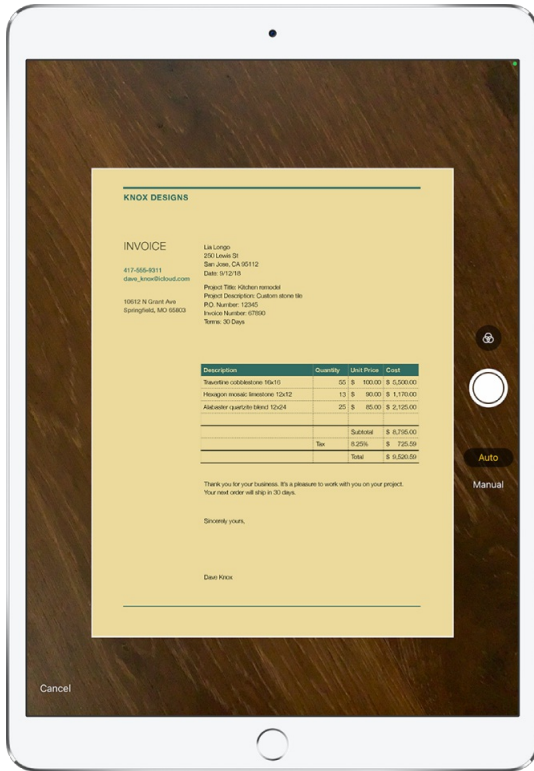 KNOX DESIGNS
INVOICE
417-555-9311
dave_knox@icloud.com
10612 N Grant Ave
Springfield, MO 65803
Lia Longo
250 Lewis St
San Jose, CA 95112
Date: 9/12/18
Project Title: Kitchen remodel
Project Description: Custom stone tile
P.O. Number: 12345
Invoice Number: 67890
Terms: 30 Days
Description Quantity Unit Price Cost
Travertine cobblestone 16x16 55 $ 100.00 $ 5,500.00
Hexagon mosaic limestone 12x12 13 $ 90.00 $ 1,170.00
Alabaster quartzite blend 12x24 25 $ 85.00 $ 2,125.00
Subtotal $ 8,795.00
Tax 8.25% $ 725.59
Total $ 9,520.59
Thank you for your business. It's a pleasure to work with you on your project.
Your next order will ship in 30 days.
Sincerely yours,
Dave Knox
Auto
Manual
Cancel